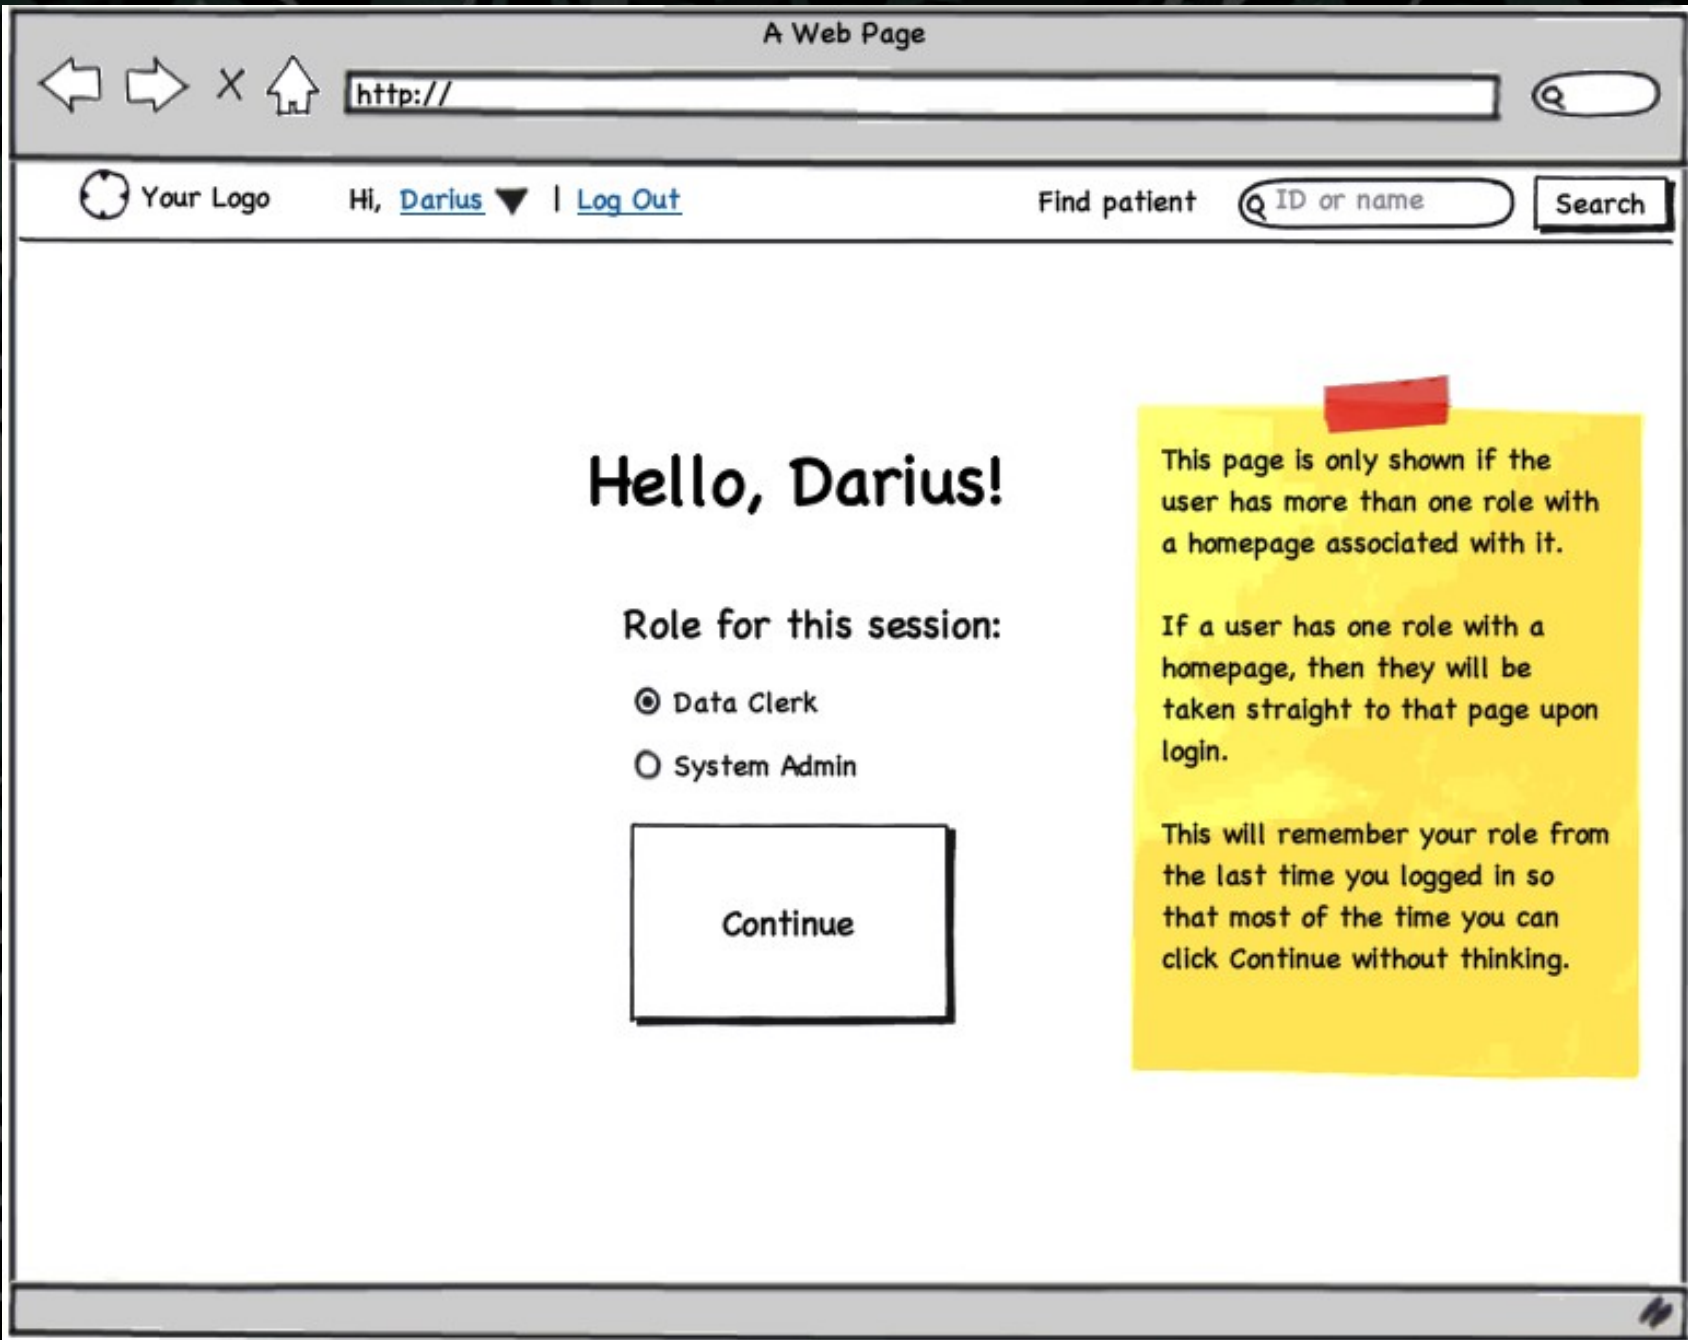 A Web Page
http://
Your Logo
Hi, Darius | Log Out
Find patient
ID or name
Search
Hello, Darius!
Role for this session:
Data Clerk
System Admin
Continue
This page is only shown if the
user has more than one role with
a homepage associated with it.
If a user has one role with a
homepage, then they will be
taken straight to that page upon
login.
This will remember your role from
the last time you logged in so
that most of the time you can
click Continue without thinking.